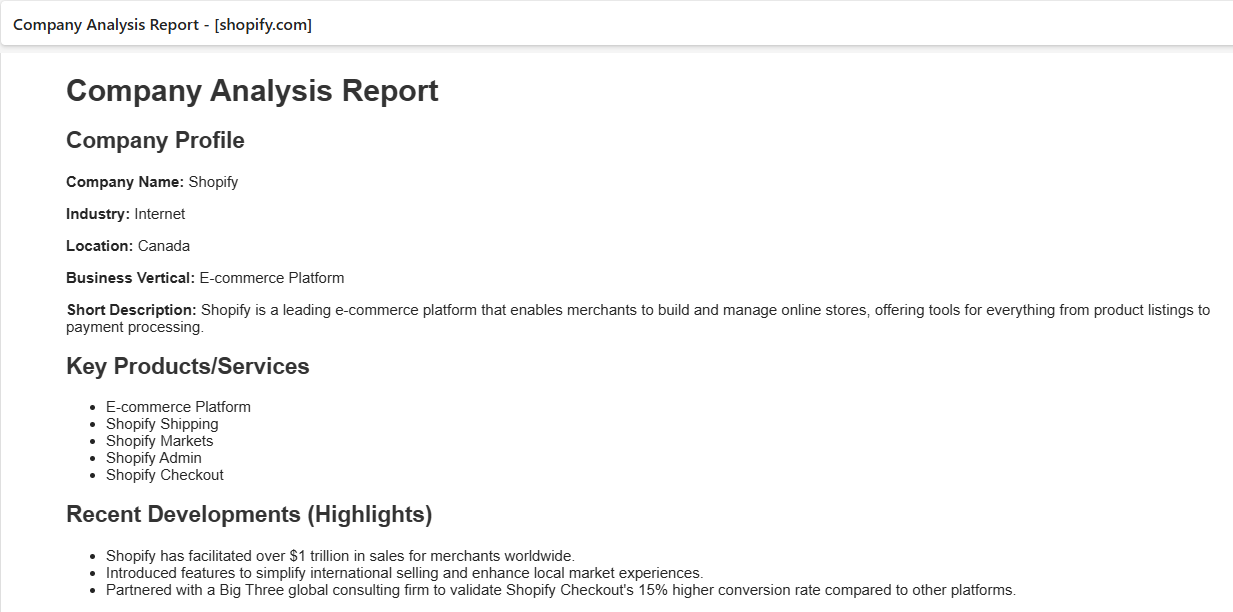 Company Analysis Report - [shopify.com]
Company Analysis Report
Company Profile
Company Name: Shopify
Industry: Internet
Location: Canada
Business Vertical: E-commerce Platform
Short Description: Shopify is a leading e-commerce platform that enables merchants to build and manage online stores, offering tools for everything from product listings to
payment processing.
Key Products/Services
• E-commerce Platform
• Shopify Shipping
• Shopify Markets
• Shopify Admin
• Shopify Checkout
Recent Developments (Highlights)
• Shopify has facilitated over $1 trillion in sales for merchants worldwide.
• Introduced features to simplify international selling and enhance local market experiences.
• Partnered with a Big Three global consulting firm to validate Shopify Checkout's 15% higher conversion rate compared to other platforms.